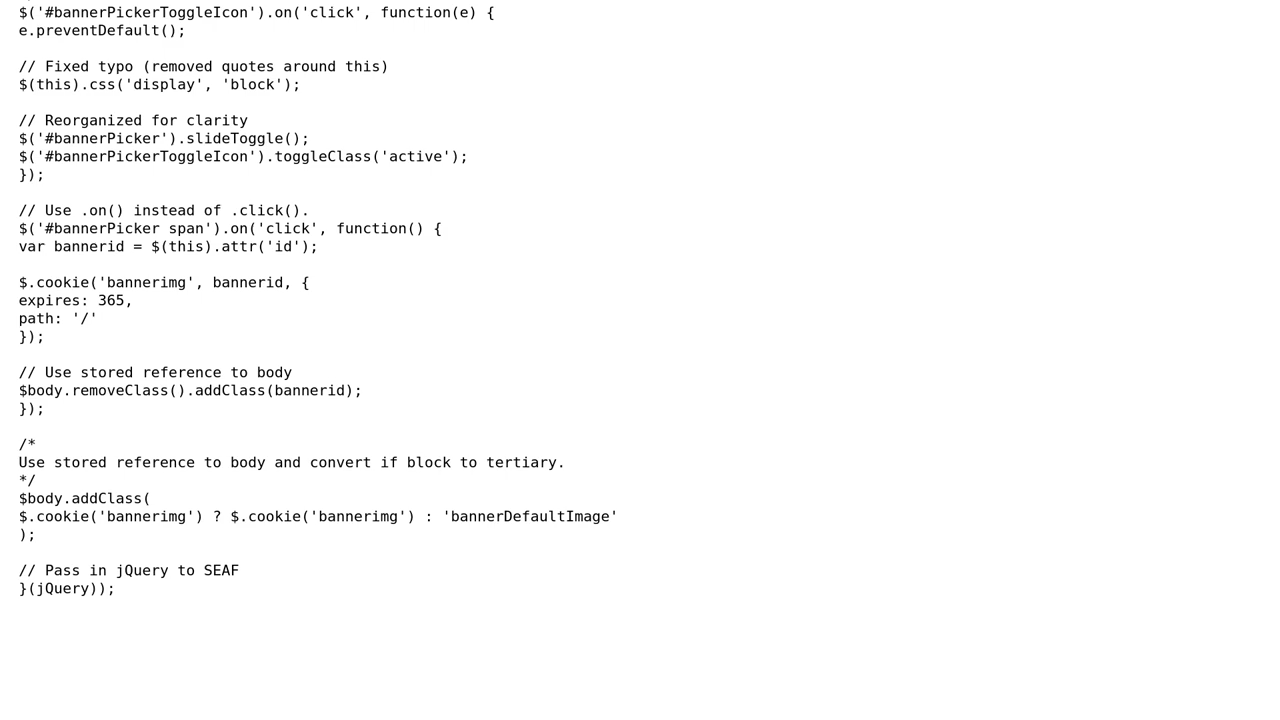 $('#bannerPickerToggleIcon').on('click', function(e) {
e.preventDefault();

// Fixed typo (removed quotes around this)
$(this).css('display', 'block');

// Reorganized for clarity
$('#bannerPicker').slideToggle();
$('#bannerPickerToggleIcon').toggleClass('active');
});

// Use .on() instead of .click().
$('#bannerPicker span').on('click', function() {
var bannerid = $(this).attr('id');

$.cookie('bannerimg', bannerid, {
expires: 365,
path: '/'
});

// Use stored reference to body
$body.removeClass().addClass(bannerid);
});

/*
Use stored reference to body and convert if block to tertiary.
*/
$body.addClass(
$.cookie('bannerimg') ? $.cookie('bannerimg') : 'bannerDefaultImage'
);

// Pass in jQuery to SEAF
}(jQuery));